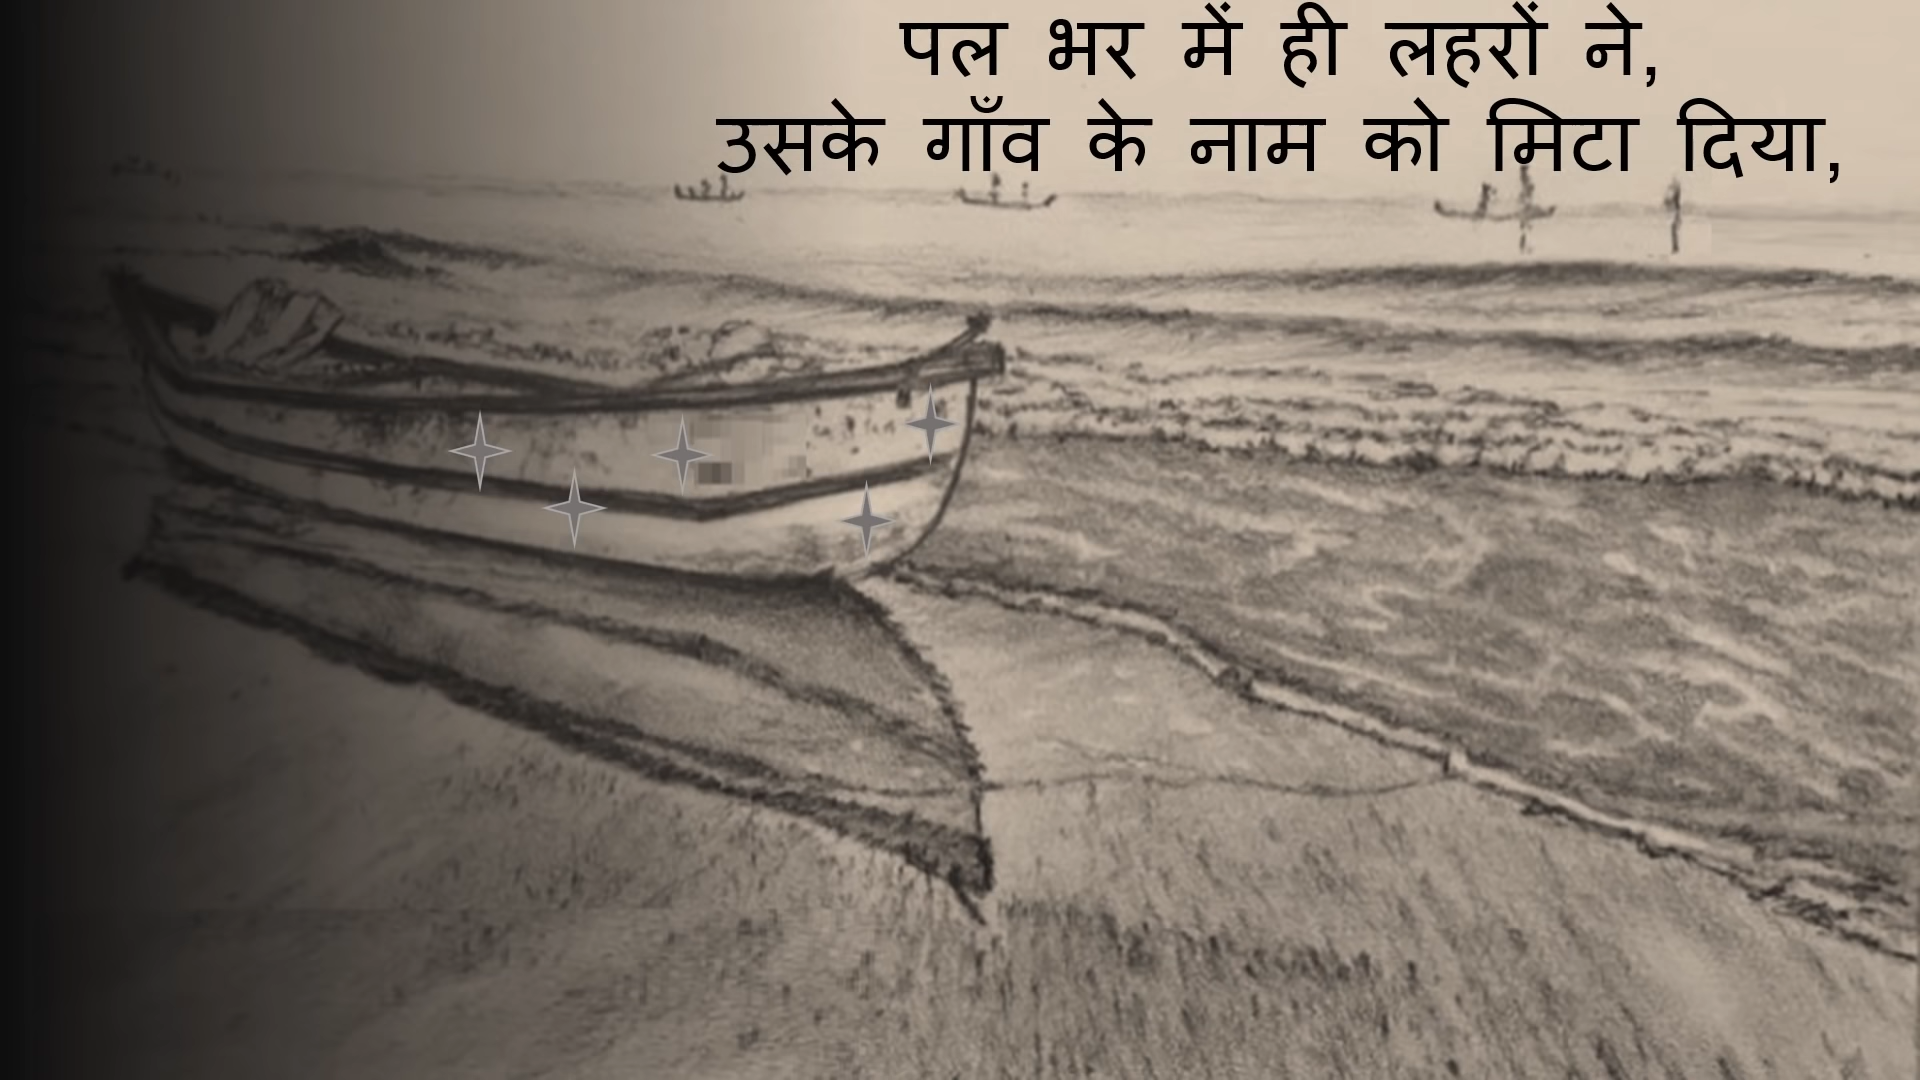 पल भर में ही लहरों ने,
उसके गाँव के नाम को मिटा दिया,